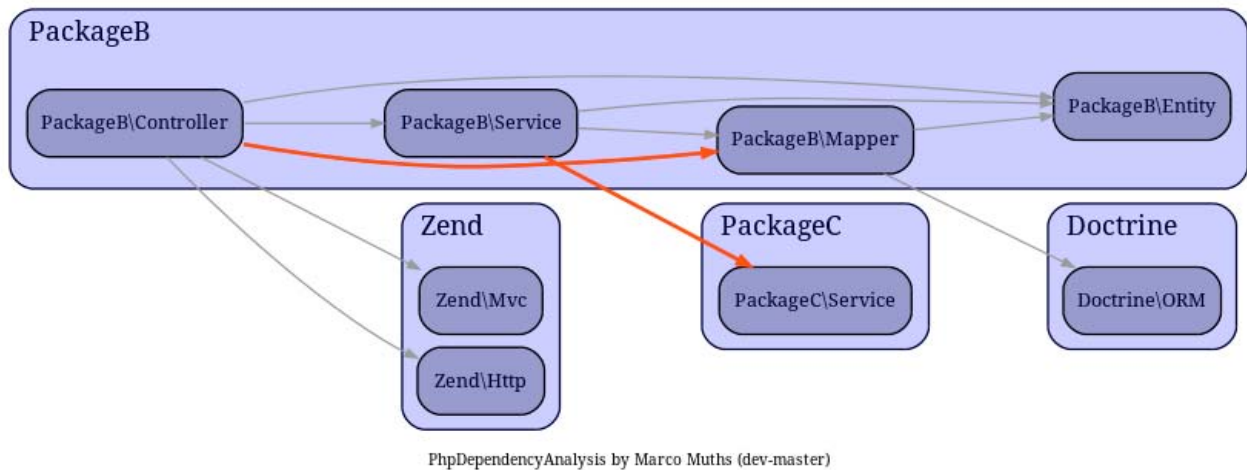 PackageB
PackageB\Controller
PackageB\Service
PackageB\Mapper
PackageB\Entity
Zend
Zend\Mvc
Zend\Http
PackageC
PackageC\Service
Doctrine
Doctrine\ORM
PhpDependencyAnalysis by Marco Muths (dev-master)